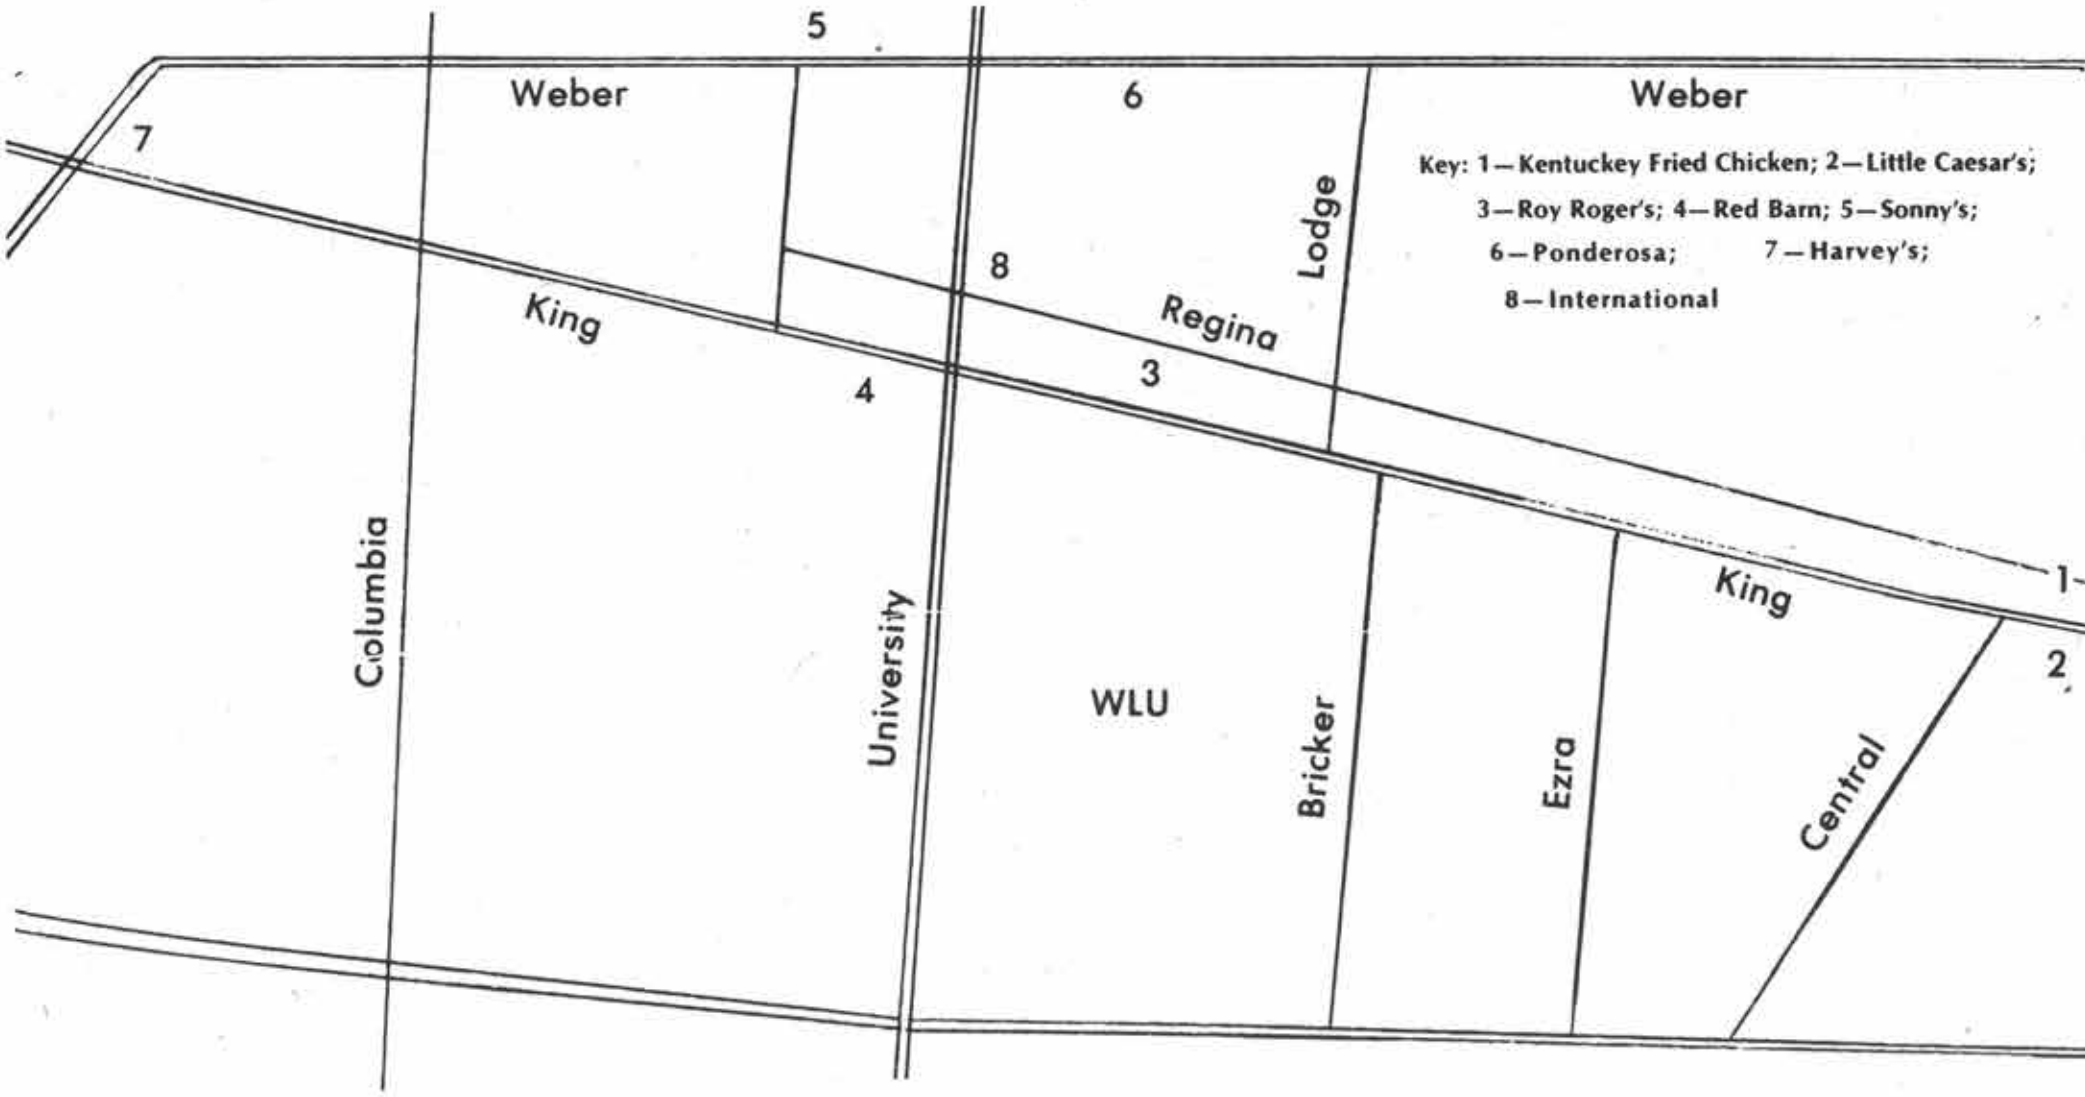 5
Weber
6
Weber
7
Key: 1—Kentuckey Fried Chicken; 2—Little Caesar's;
3—Roy Roger's; 4—Red Barn; 5—Sonny's;
6—Ponderosa; 7—Harvey's;
8—International
Lodge
8
King
Regina
3
4
Columbia
University
King
1
2
WLU
Bricker
Ezra
Central